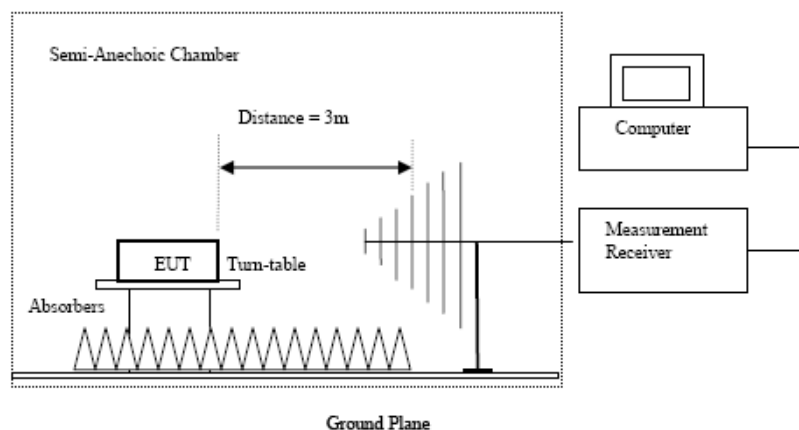 Semi-Anechoic Chamber
Distance = 3m
Computer
Measurement
Receiver
EUT
Turn-table
Absorbers
Ground Plane